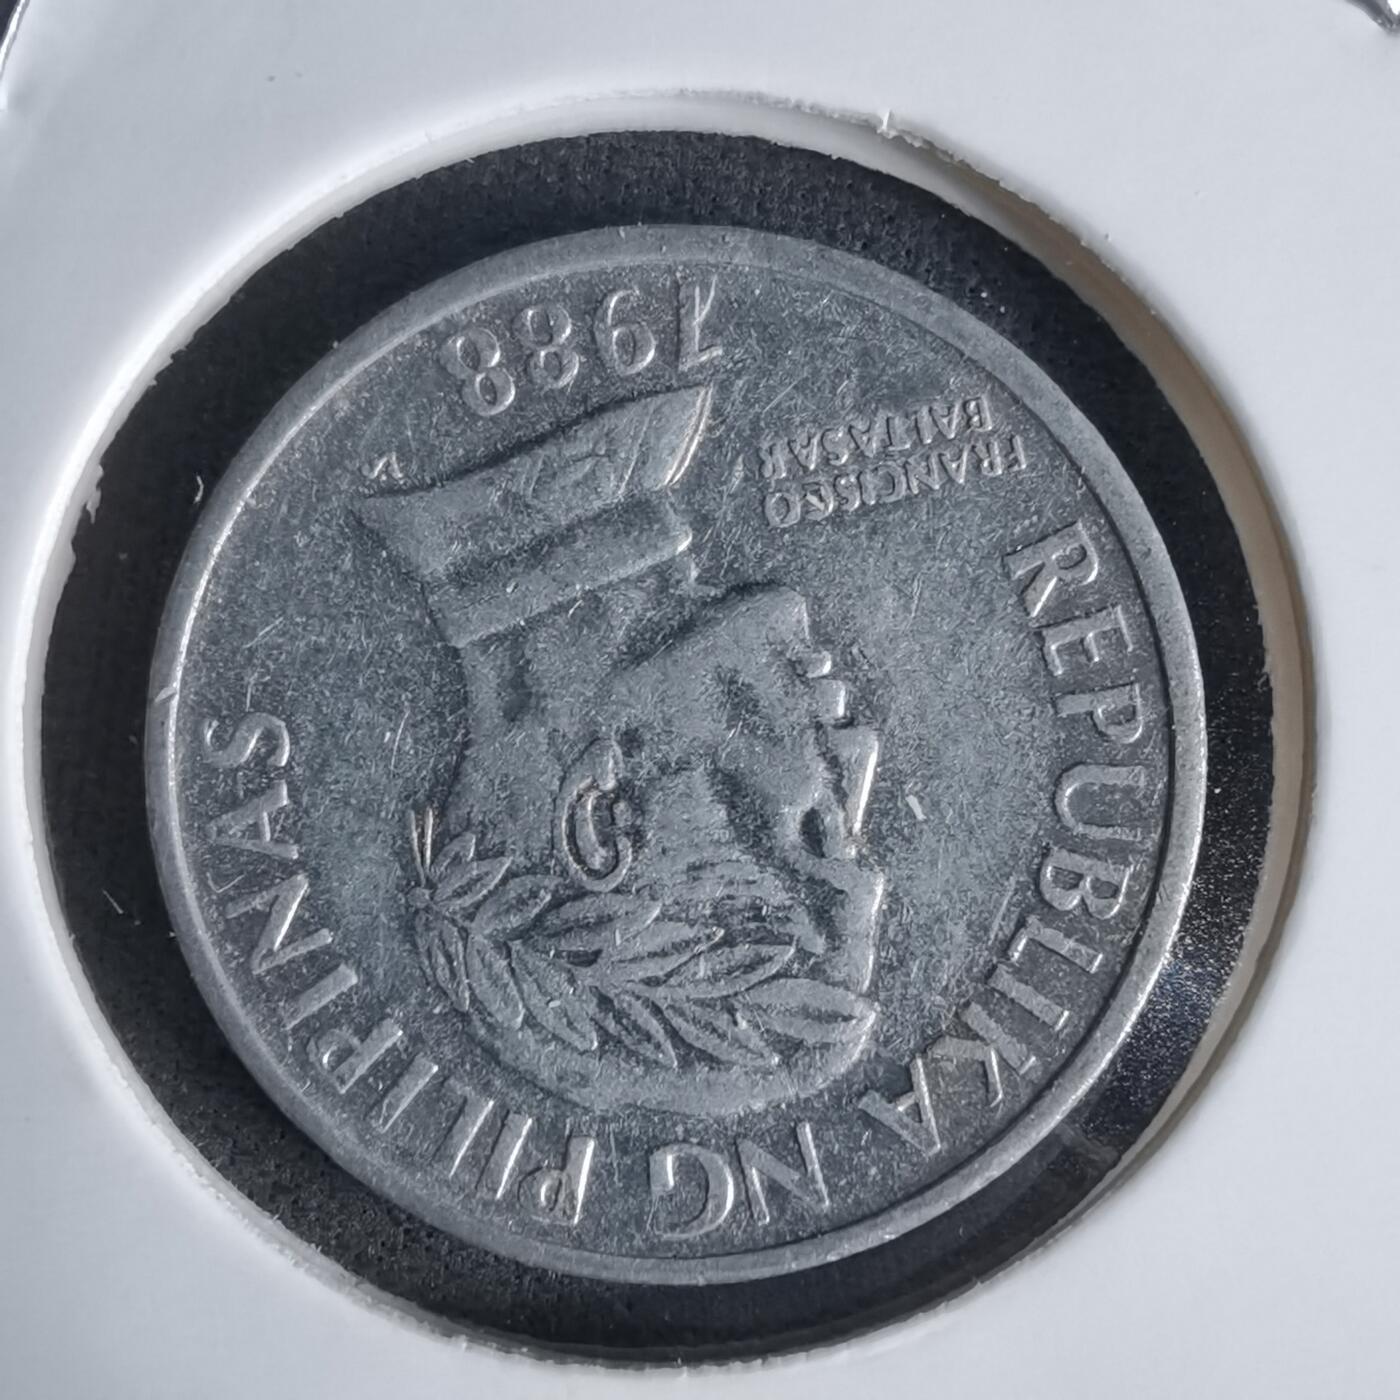 REPUBLIKA NG PILIPINAS
FRANCISCO
BALTASAR
1988